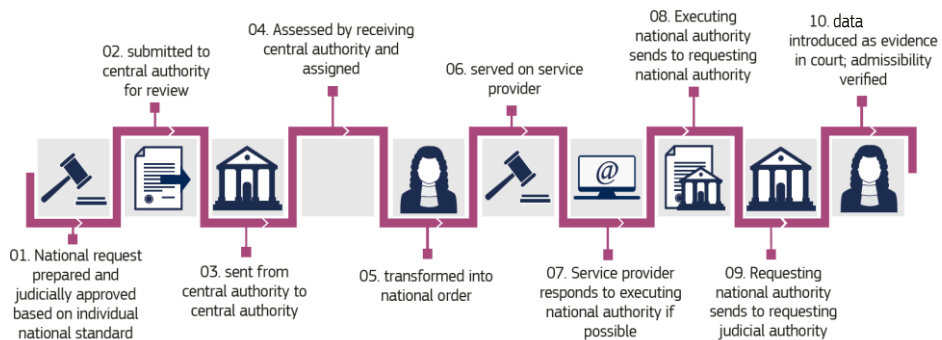 01. National request
prepared and
judicially approved
based on individual
national standard
02. submitted to
central authority
for review
03. sent from
central authority to
central authority
04. Assessed by receiving
central authority and
assigned
05. transformed into
national order
06. served on service
provider
@
07. Service provider
responds to executing
national authority if
possible
08. Executing
national authority
sends to requesting
national authority
09. Requesting
national authority
sends to requesting
judicial authority
10. data
introduced as evidence
in court; admissibility
verified